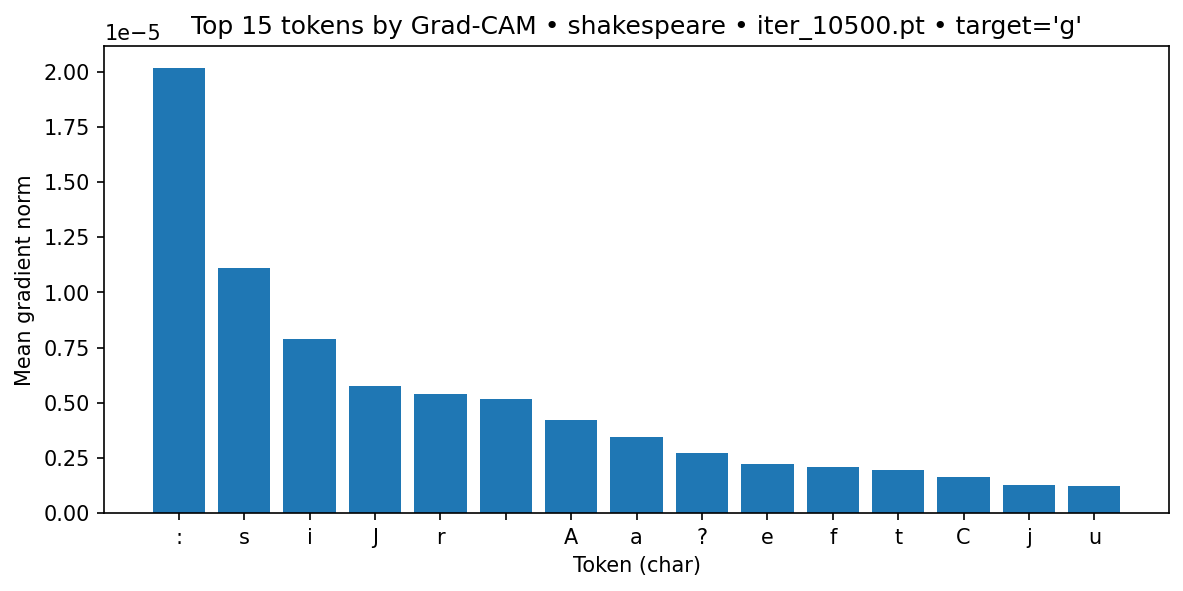 Top 15 tokens by Grad-CAM • shakespeare • iter_10500.pt • target='g'
1e−5
2.00
1.75
1.50
1.25
1.00
0.75
0.50
0.25
0.00
Mean gradient norm
: s i J r A a ? e f t C j u
Token (char)